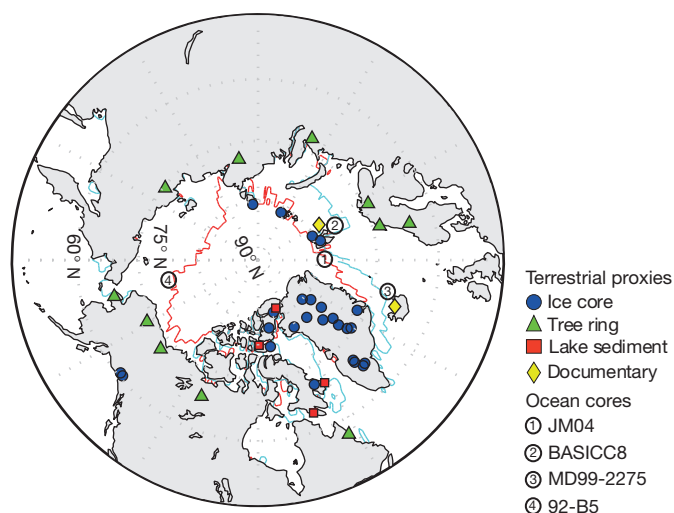 60° N
75° N
90° N
1
2
3
4
Terrestrial proxies
Ice core
Tree ring
Lake sediment
Documentary
Ocean cores
1 JM04
2 BASICC8
3 MD99-2275
4 92-B5